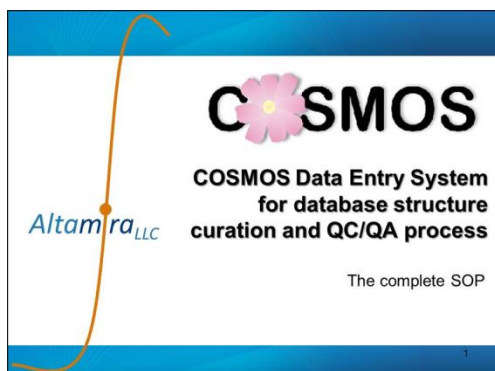 COSMOS
COSMOS Data Entry System
for database structure
curation and QC/QA process
Altamira LLC
The complete SOP
1